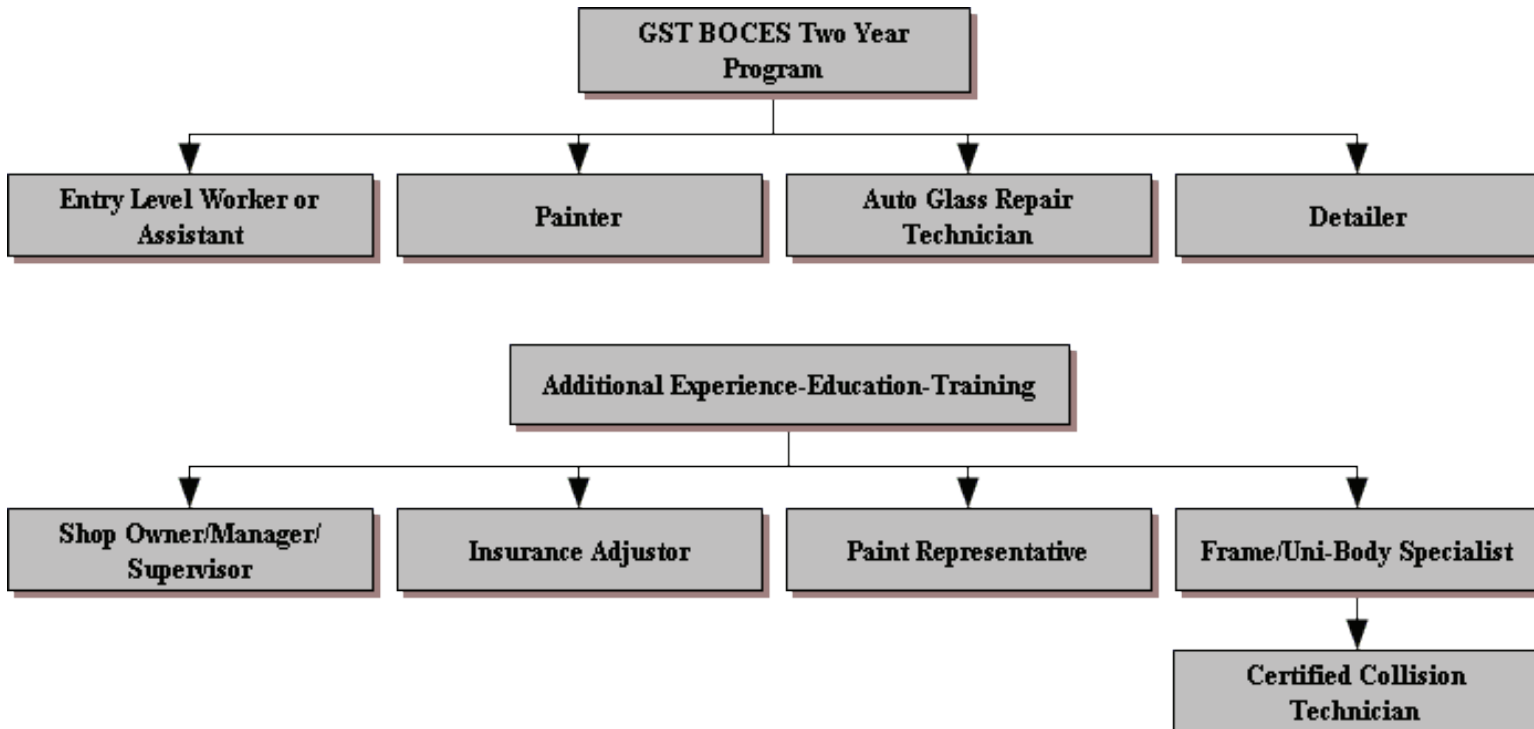 GST BOCES Two Year
Program
Entry Level Worker or
Assistant
Painter
Auto Glass Repair
Technician
Detailer
Additional Experience-Education-Training
Shop Owner/Manager/
Supervisor
Insurance Adjustor
Paint Representative
Frame/Uni-Body Specialist
Certified Collision
Technician